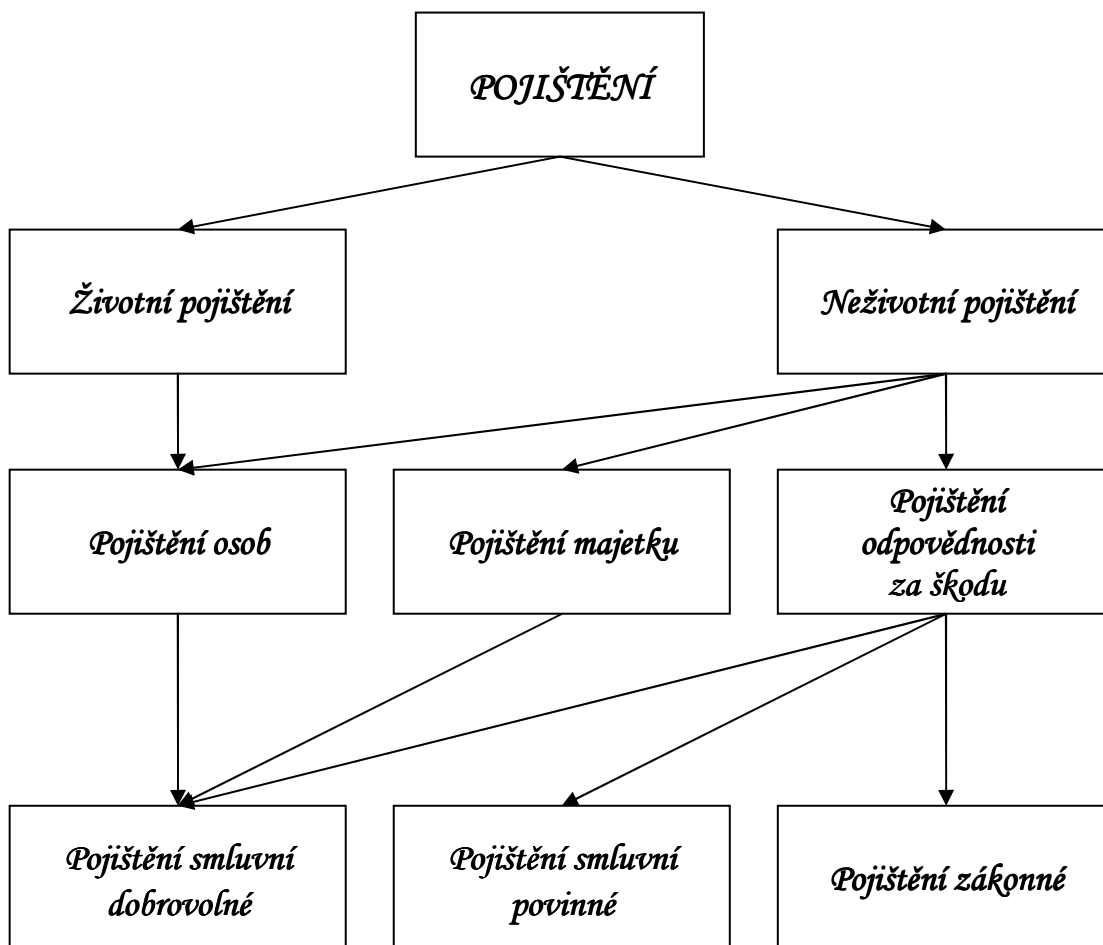 POJIŠTĚNÍ
Životní pojištění
Neživotní pojištění
Pojištění osob
Pojištění majetku
Pojištění
odpovědnosti
za škodu
Pojištění smluvní
dobrovolné
Pojištění smluvní
povinné
Pojištění zákonné